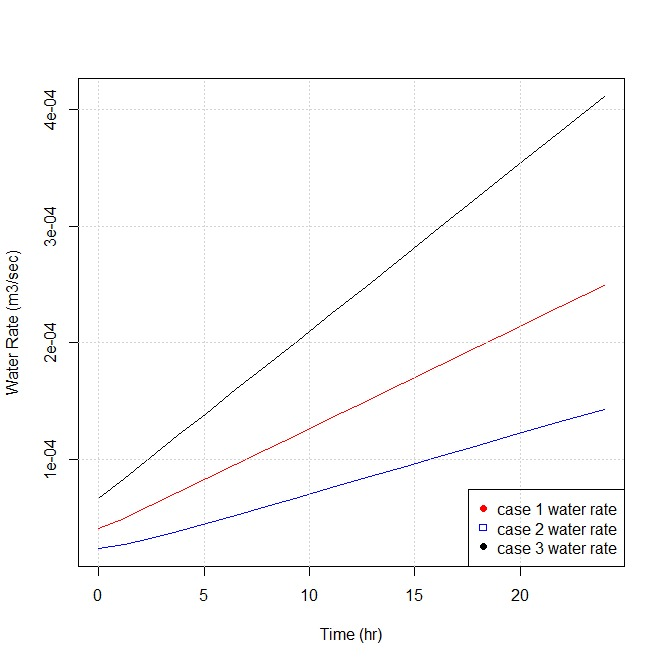 4e-04
3e-04
2e-04
1e-04
Water Rate (m3/sec)
case 1 water rate
case 2 water rate
case 3 water rate
0 5 10 15 20
Time (hr)